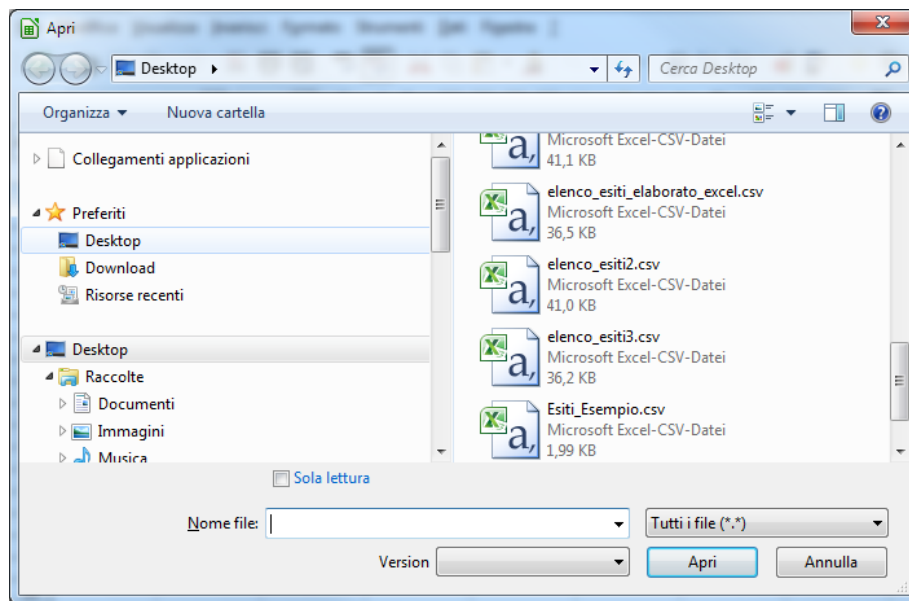 Apri
Desktop
Cerca Desktop
Organizza
Nuova cartella
Collegamenti applicazioni
Preferiti
Desktop
Download
Risorse recenti
Desktop
Raccolte
Documenti
Immagini
Musica
Microsoft Excel-CSV-Datei
41,1 KB
elenco_esiti_elaborato_excel.csv
Microsoft Excel-CSV-Datei
36,5 KB
elenco_esiti2.csv
Microsoft Excel-CSV-Datei
41,0 KB
elenco_esiti3.csv
Microsoft Excel-CSV-Datei
36,2 KB
Esiti_Esempio.csv
Microsoft Excel-CSV-Datei
1,99 KB
Sola lettura
Nome file:
Tutti i file (*.*)
Version
Apri
Annulla